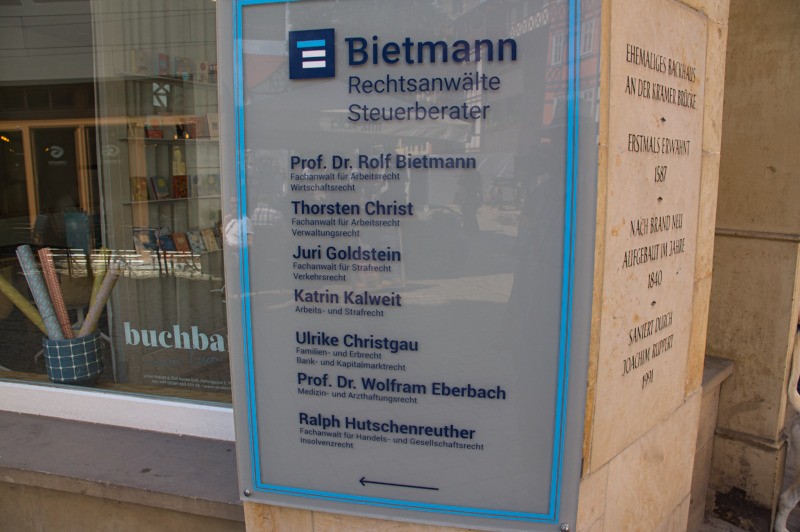 Bietmann
Rechtsanwälte
Steuerberater
Prof. Dr. Rolf Bietmann
Fachanwalt für Arbeitsrecht
Wirtschaftsrecht
Thorsten Christ
Fachanwalt für Arbeitsrecht
Verwaltungsrecht
Juri Goldstein
Fachanwalt für Strafrecht
Verkehrsrecht
Katrin Kalweit
Arbeits- und Strafrecht
Ulrike Christgau
Familien- und Erbrecht
Bank- und Kapitalmarktrecht
Prof. Dr. Wolfram Eberbach
Medizin- und Arzthaftungsrecht
Ralph Hutschenreuther
Fachanwalt für Handels- und Gesellschaftsrecht
Insolvenzrecht
buchba
EHEMALIGES BACKHAUS
AN DER KRÄMER BRÜCKE
ERSTMALS ERWÄHNT
1587
NACH BRAND NEU
AUFGEBAUT IM JAHRE
1840
SANIERT DURCH
JOACHIM RUPPERT
1991